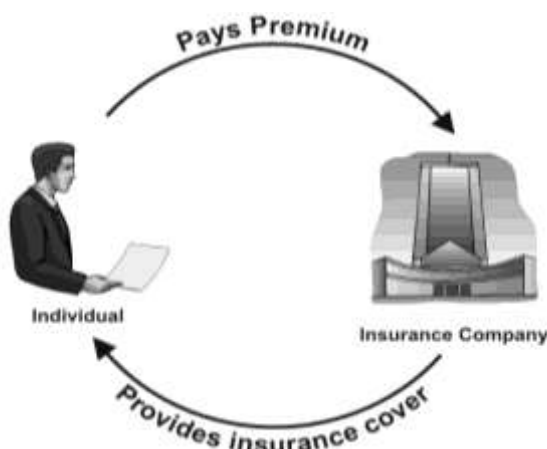 Pays Premium
Individual
Insurance Company
Provides insurance cover